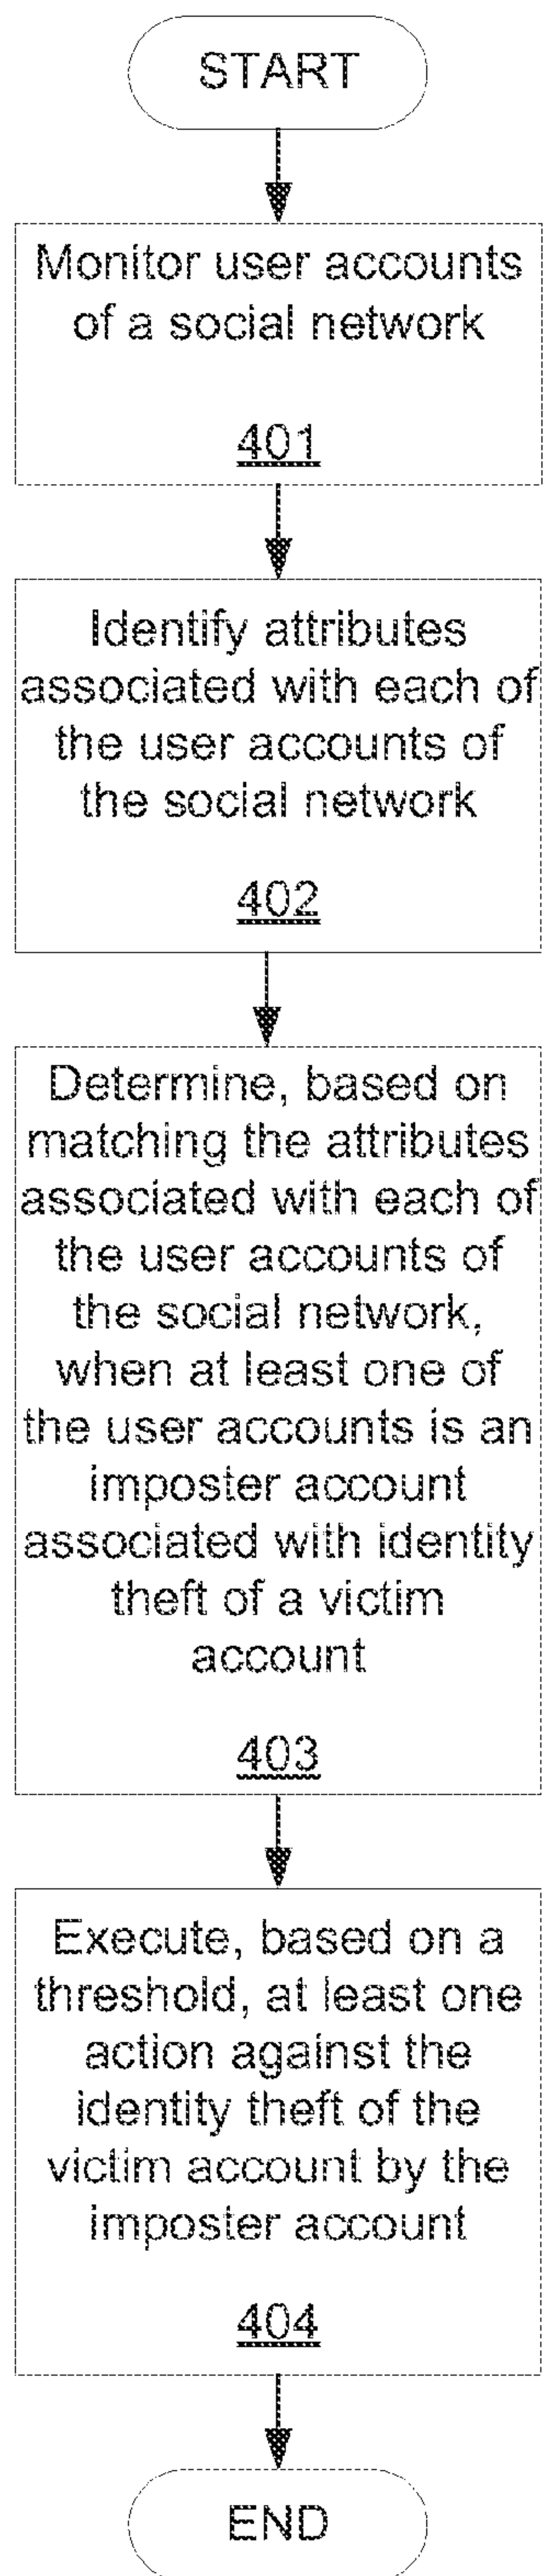 START
Monitor user accounts
of a social network
401
Identify attributes
associated with each of
the user accounts of
the social network
402
Determine, based on
matching the attributes
associated with each of
the user accounts of
the social network,
when at least one of
the user accounts is an
imposter account
associated with identity
theft of a victim
account
403
Execute, based on a
threshold, at least one
action against the
identity theft of the
victim account by the
imposter account
404
END